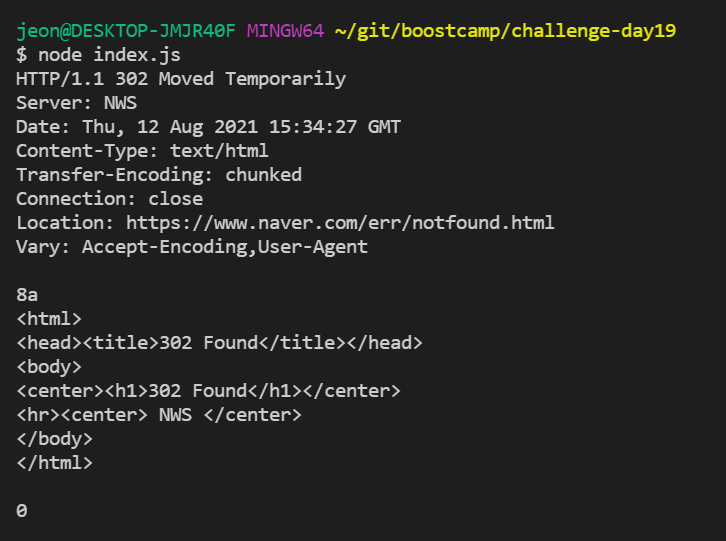 jeon@DESKTOP-JMJR40F MINGW64 ~/git/boostcamp/challenge-day19
$ node index.js
HTTP/1.1 302 Moved Temporarily
Server: NWS
Date: Thu, 12 Aug 2021 15:34:27 GMT
Content-Type: text/html
Transfer-Encoding: chunked
Connection: close
Location: https://www.naver.com/err/notfound.html
Vary: Accept-Encoding,User-Agent

8a
<html>
<head><title>302 Found</title></head>
<body>
<center><h1>302 Found</h1></center>
<hr><center> NWS </center>
</body>
</html>

0